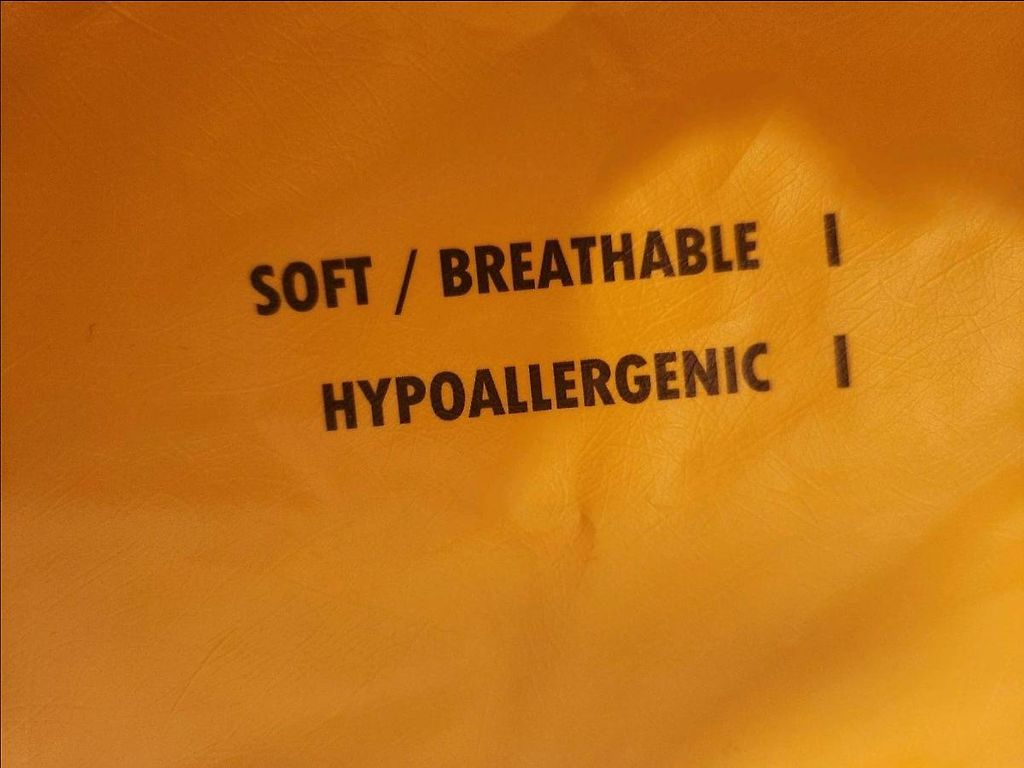 SOFT / BREATHABLE |
HYPOALLERGENIC |